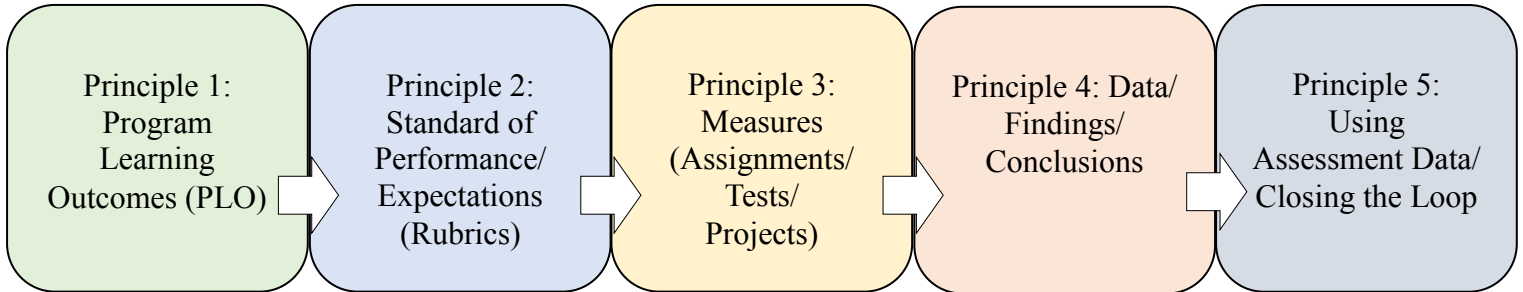 Principle 1:
Program
Learning
Outcomes (PLO)
Principle 2:
Standard of
Performance/
Expectations
(Rubrics)
Principle 3:
Measures
(Assignments/
Tests/
Projects)
Principle 4: Data/
Findings/
Conclusions
Principle 5:
Using
Assessment Data/
Closing the Loop